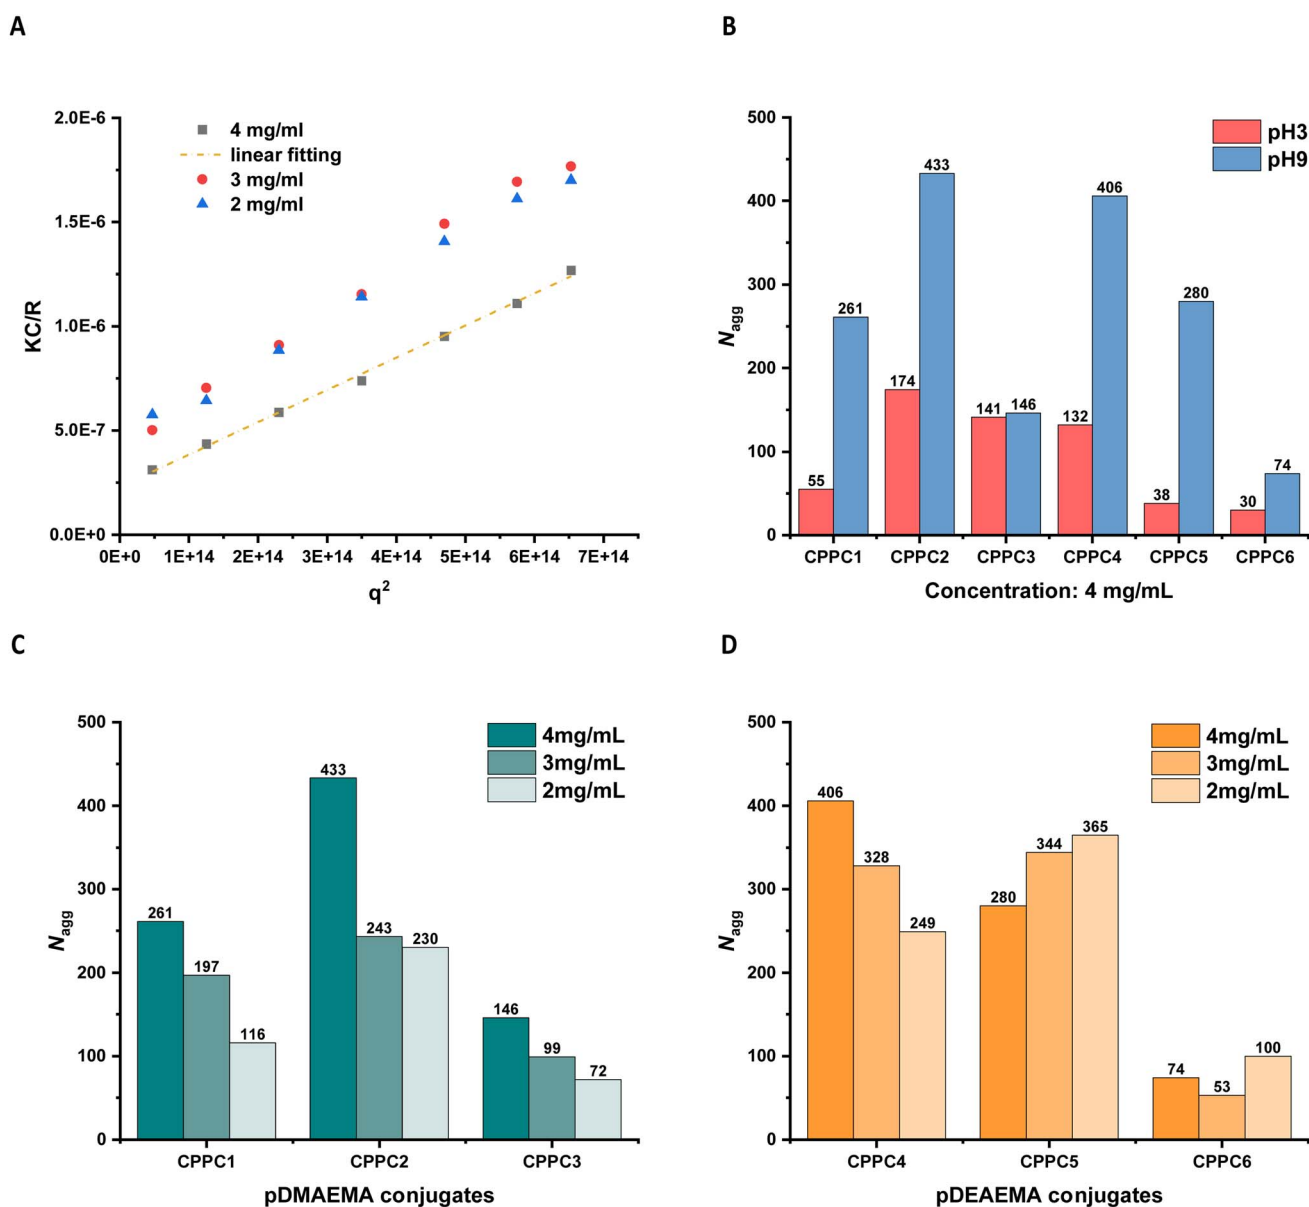 A
2.0E-6
1.5E-6
1.0E-6
5.0E-7
0.0E+0
KC/R
4 mg/ml
linear fitting
3 mg/ml
2 mg/ml
0E+0 1E+14 2E+14 3E+14 4E+14 5E+14 6E+14 7E+14
q²
B
500
400
300
200
100
0
Nagg
pH3
pH9
55 261 174 433 141 146 132 406 38 280 30 74
CPPC1 CPPC2 CPPC3 CPPC4 CPPC5 CPPC6
Concentration: 4 mg/mL
C
500
400
300
200
100
0
Nagg
4mg/mL
3mg/mL
2mg/mL
261 197 116 433 243 230 146 99 72
CPPC1 CPPC2 CPPC3
pDMAEMA conjugates
D
500
400
300
200
100
0
Nagg
4mg/mL
3mg/mL
2mg/mL
406 328 249 280 344 365 74 53 100
CPPC4 CPPC5 CPPC6
pDEAEMA conjugates